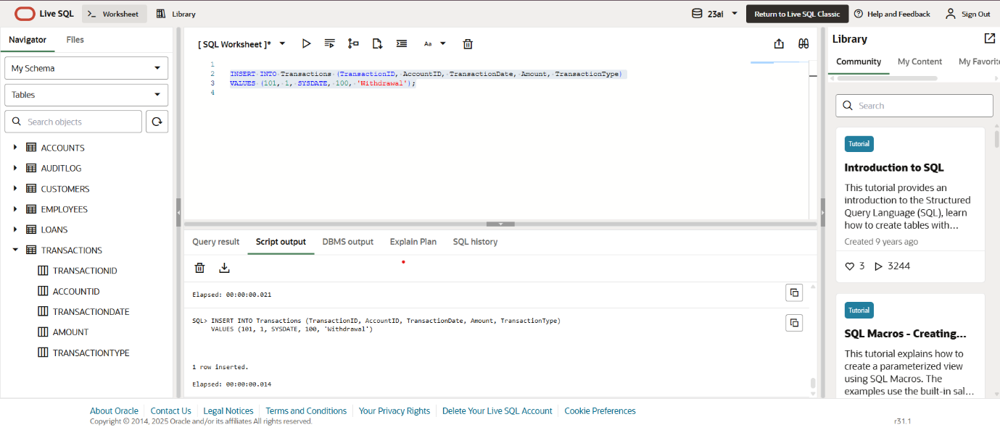 Live SQL
Worksheet
Library
23ai
Return to Live SQL Classic
Help and Feedback
Sign Out
Navigator
Files
My Schema
Tables
Search objects
ACCOUNTS
AUDITLOG
CUSTOMERS
EMPLOYEES
LOANS
TRANSACTIONS
TRANSACTIONID
ACCOUNTID
TRANSACTIONDATE
AMOUNT
TRANSACTIONTYPE
[ SQL Worksheet ]*
Aa
1
2 INSERT INTO Transactions (TransactionID, AccountID, TransactionDate, Amount, TransactionType)
3 VALUES (101, 1, SYSDATE, 100, 'Withdrawal');
4
Query result
Script output
DBMS output
Explain Plan
SQL history
Elapsed: 00:00:00.021
SQL> INSERT INTO Transactions (TransactionID, AccountID, TransactionDate, Amount, TransactionType)
VALUES (101, 1, SYSDATE, 100, 'Withdrawal')
1 row inserted.
Elapsed: 00:00:00.014
Library
Community
My Content
My Favorite
Search
Tutorial
Introduction to SQL
This tutorial provides an
introduction to the Structured
Query Language (SQL), learn
how to create tables with...
Created 9 years ago
3 3244
Tutorial
SQL Macros - Creating...
This tutorial explains how to
create a parameterized view
using SQL Macros. The
examples use the built-in sal...
About Oracle
Contact Us
Legal Notices
Terms and Conditions
Your Privacy Rights
Delete Your Live SQL Account
Cookie Preferences
Copyright © 2014, 2025 Oracle and/or its affiliates All rights reserved.
r31.1